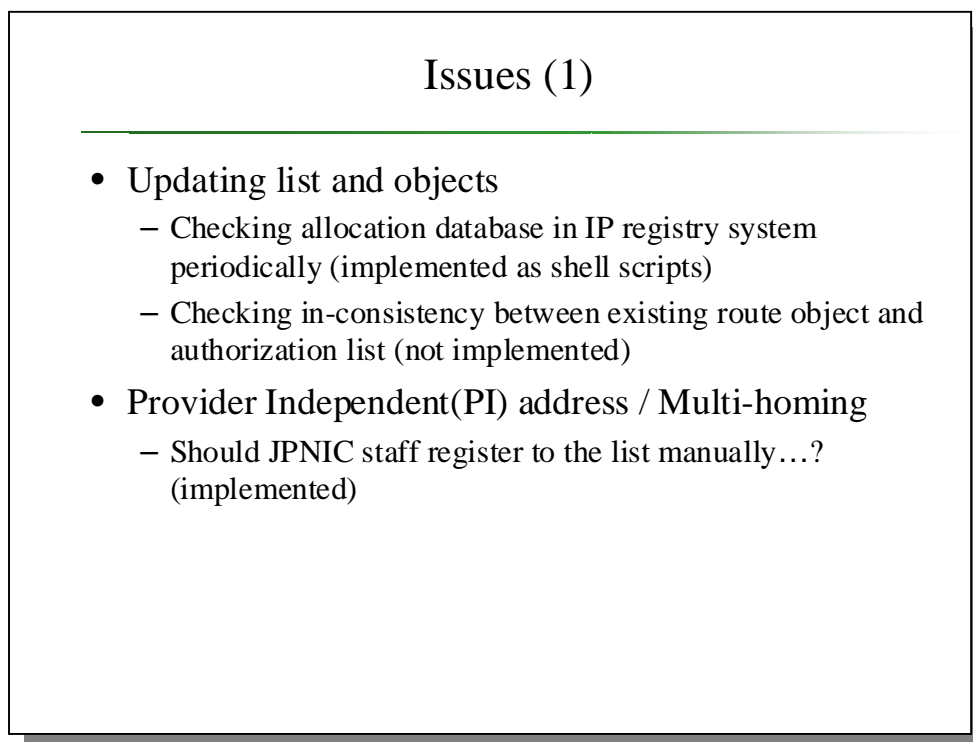 Issues (1)
• Updating list and objects
– Checking allocation database in IP registry system
periodically (implemented as shell scripts)
– Checking in-consistency between existing route object and
authorization list (not implemented)
• Provider Independent(PI) address / Multi-homing
– Should JPNIC staff register to the list manually…?
(implemented)